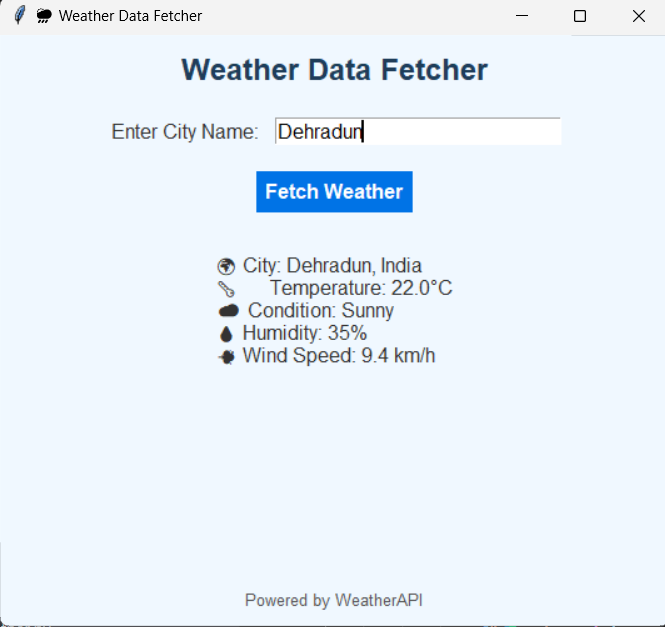 Weather Data Fetcher
Weather Data Fetcher
Enter City Name: Dehradun
Fetch Weather
City: Dehradun, India
Temperature: 22.0°C
Condition: Sunny
Humidity: 35%
Wind Speed: 9.4 km/h
Powered by WeatherAPI